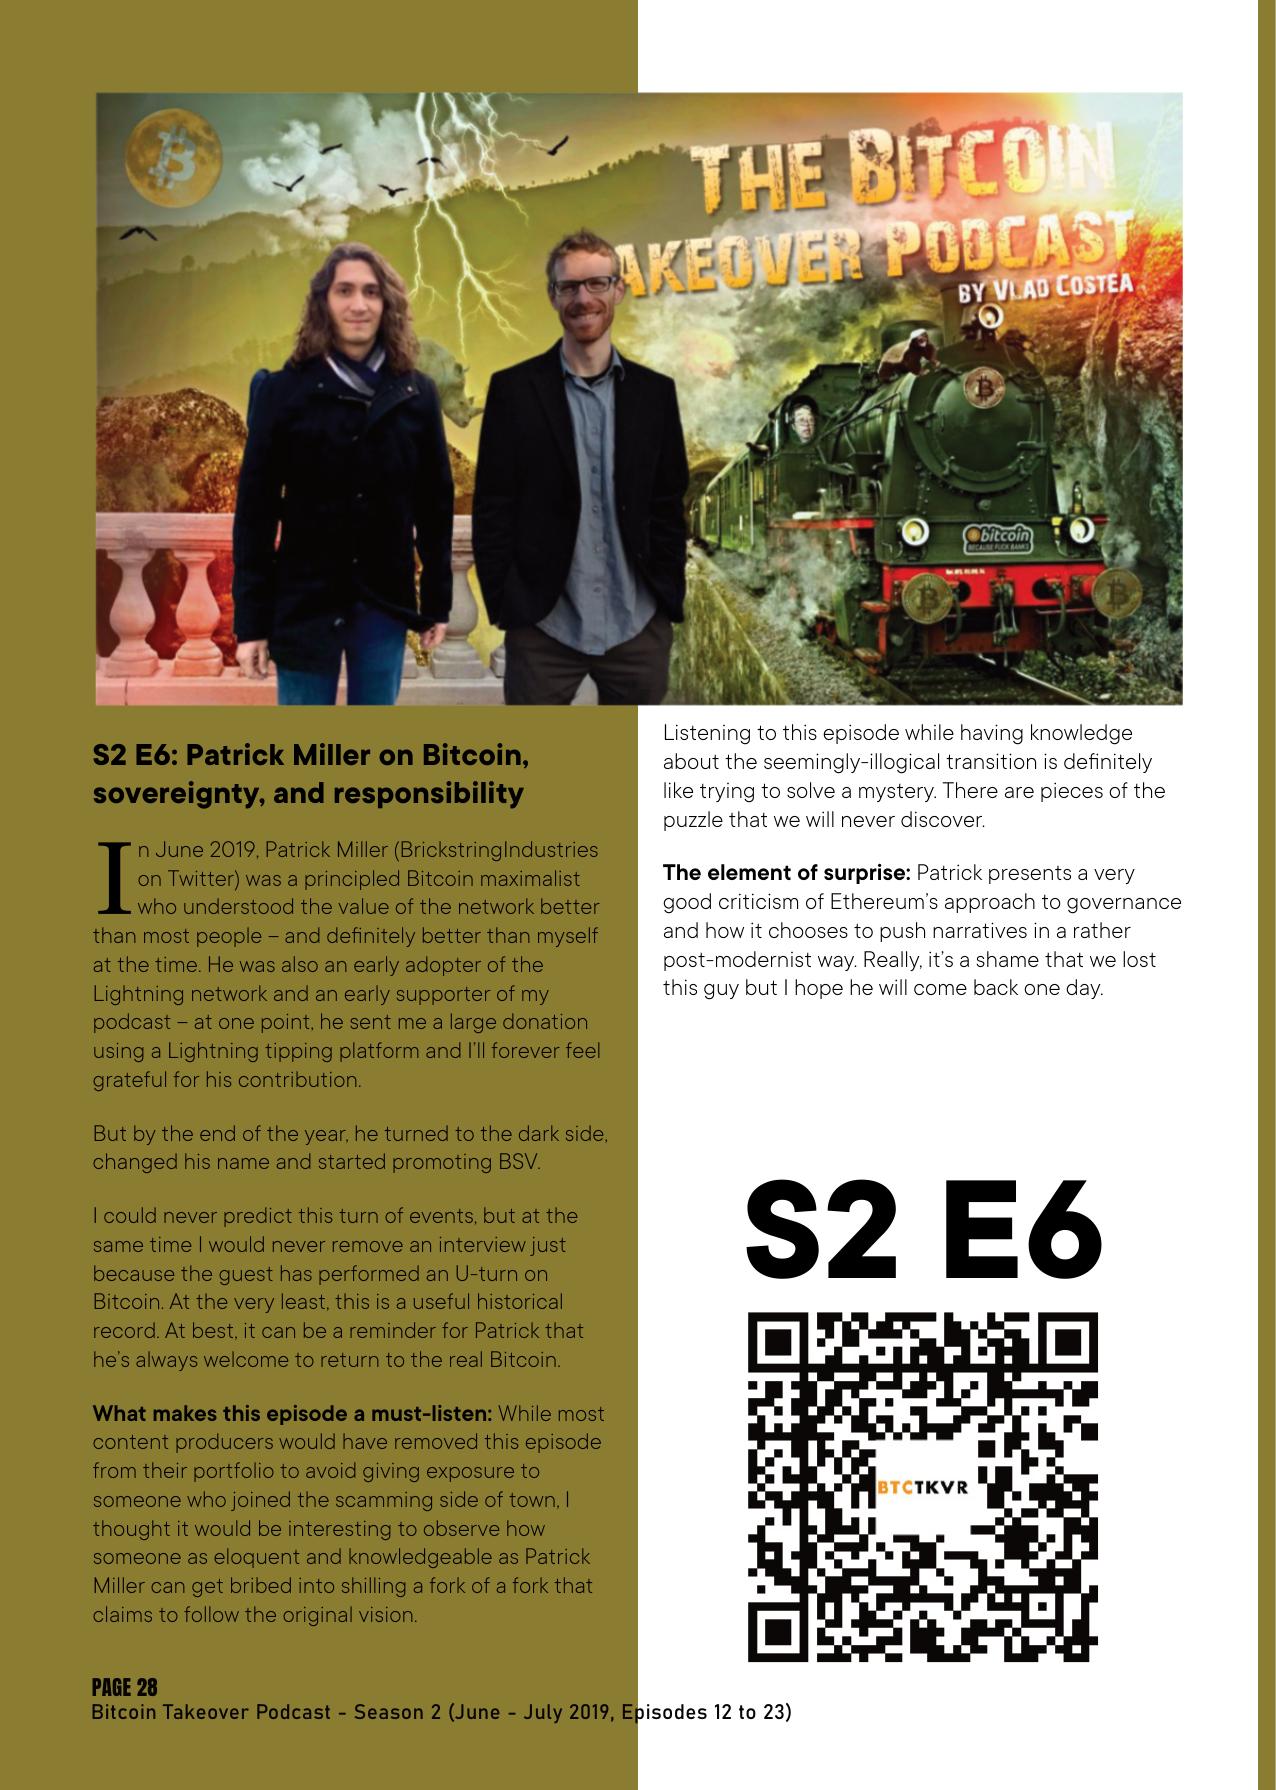 THE BITCOIN
TAKEOVER PODCAST
BY VLAD COSTEA
bitcoin
BECAUSE FUCK BANKS
S2 E6: Patrick Miller on Bitcoin,
sovereignty, and responsibility
In June 2019, Patrick Miller (BrickstringIndustries
on Twitter) was a principled Bitcoin maximalist
who understood the value of the network better
than most people – and definitely better than myself
at the time. He was also an early adopter of the
Lightning network and an early supporter of my
podcast – at one point, he sent me a large donation
using a Lightning tipping platform and I’ll forever feel
grateful for his contribution.
But by the end of the year, he turned to the dark side,
changed his name and started promoting BSV.
I could never predict this turn of events, but at the
same time I would never remove an interview just
because the guest has performed an U-turn on
Bitcoin. At the very least, this is a useful historical
record. At best, it can be a reminder for Patrick that
he’s always welcome to return to the real Bitcoin.
What makes this episode a must-listen: While most
content producers would have removed this episode
from their portfolio to avoid giving exposure to
someone who joined the scamming side of town, I
thought it would be interesting to observe how
someone as eloquent and knowledgeable as Patrick
Miller can get bribed into shilling a fork of a fork that
claims to follow the original vision.
Listening to this episode while having knowledge
about the seemingly-illogical transition is definitely
like trying to solve a mystery. There are pieces of the
puzzle that we will never discover.
The element of surprise: Patrick presents a very
good criticism of Ethereum’s approach to governance
and how it chooses to push narratives in a rather
post-modernist way. Really, it’s a shame that we lost
this guy but I hope he will come back one day.
S2 E6
BTCTKVR
PAGE 28
Bitcoin Takeover Podcast - Season 2 (June - July 2019, Episodes 12 to 23)